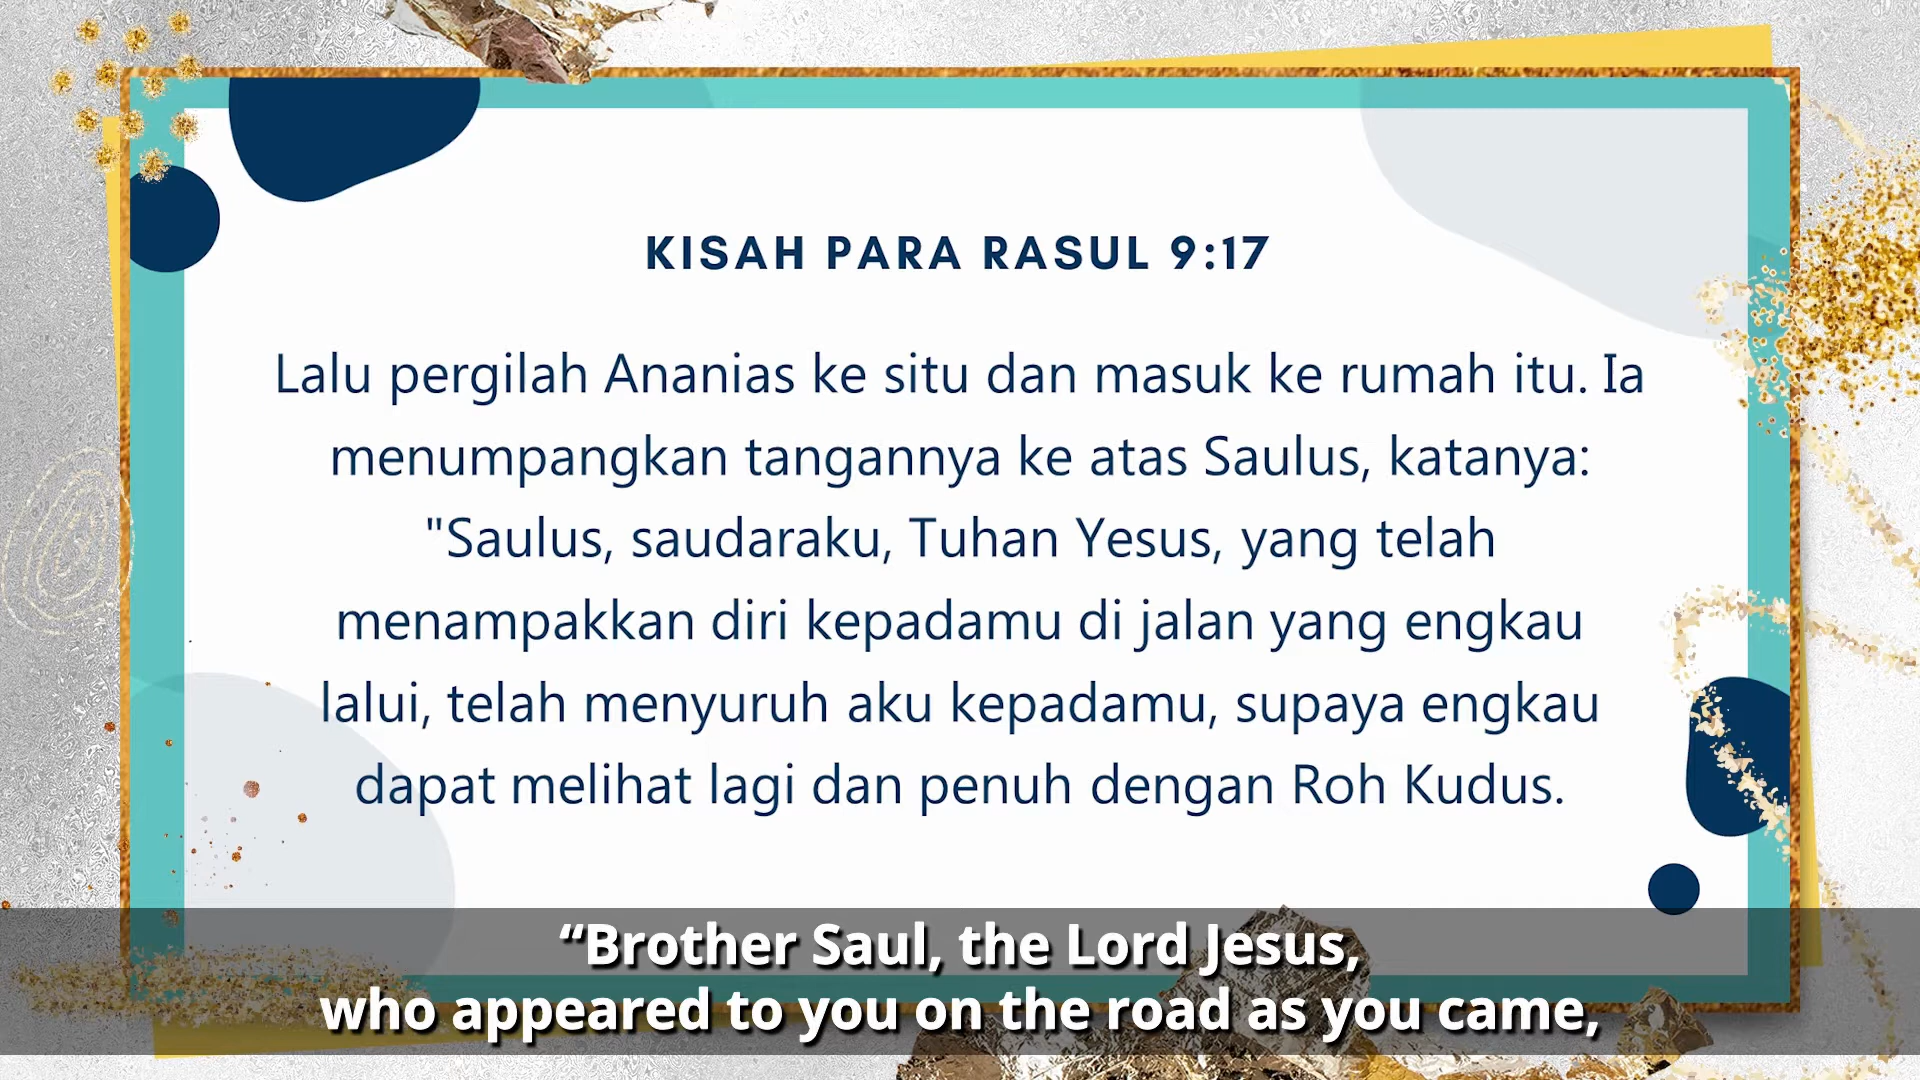 KISAH PARA RASUL 9:17
Lalu pergilah Ananias ke situ dan masuk ke rumah itu. Ia
menumpangkan tangannya ke atas Saulus, katanya:
"Saulus, saudaraku, Tuhan Yesus, yang telah
menampakkan diri kepadamu di jalan yang engkau
lalui, telah menyuruh aku kepadamu, supaya engkau
dapat melihat lagi dan penuh dengan Roh Kudus.
“Brother Saul, the Lord Jesus,
who appeared to you on the road as you came,